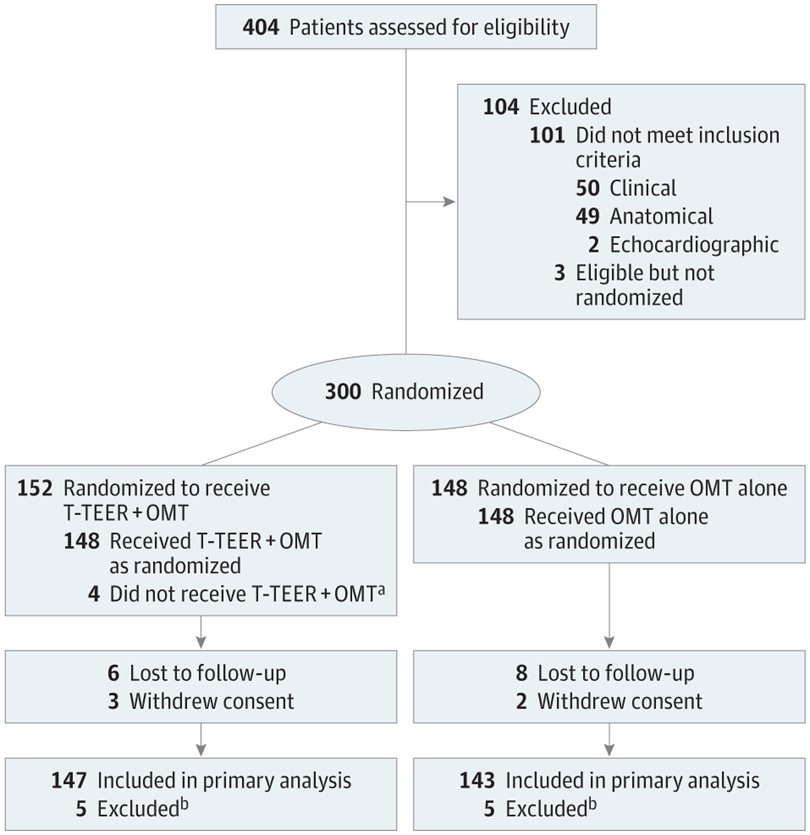 404 Patients assessed for eligibility
104 Excluded
101 Did not meet inclusion
criteria
50 Clinical
49 Anatomical
2 Echocardiographic
3 Eligible but not
randomized
300 Randomized
152 Randomized to receive
T-TEER + OMT
148 Received T-TEER + OMT
as randomized
4 Did not receive T-TEER + OMTᵃ
148 Randomized to receive OMT alone
148 Received OMT alone
as randomized
6 Lost to follow-up
3 Withdrew consent
8 Lost to follow-up
2 Withdrew consent
147 Included in primary analysis
5 Excludedᵇ
143 Included in primary analysis
5 Excludedᵇ